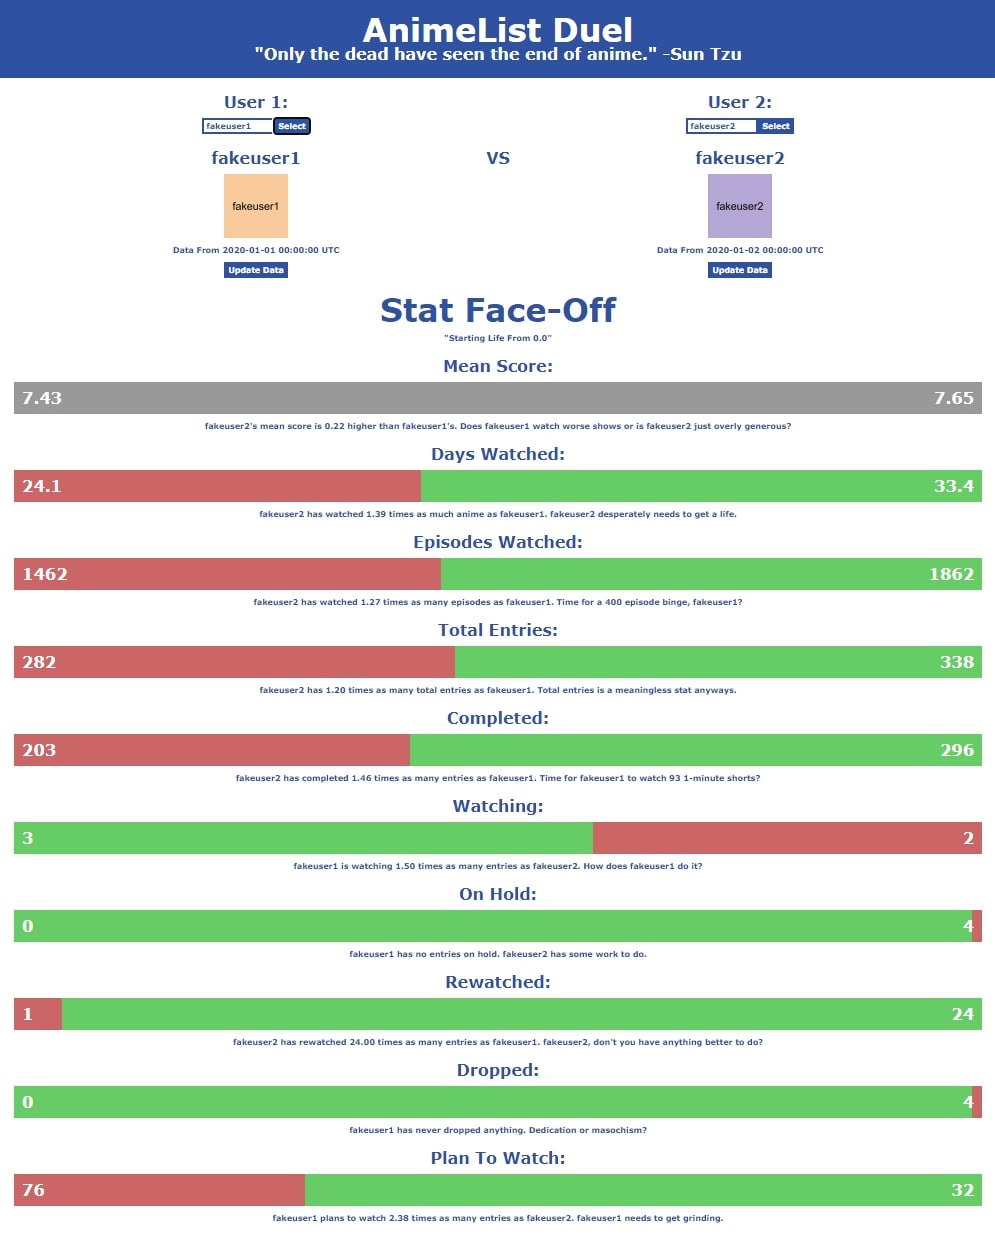 AnimeList Duel
"Only the dead have seen the end of anime." -Sun Tzu
User 1:
fakeuser1 Select
User 2:
fakeuser2 Select
fakeuser1
VS
fakeuser2
fakeuser1
fakeuser2
Data From 2020-01-01 00:00:00 UTC
Data From 2020-01-02 00:00:00 UTC
Update Data
Update Data
Stat Face-Off
"Starting Life From 0.0"
Mean Score:
7.43 7.65
fakeuser2's mean score is 0.22 higher than fakeuser1's. Does fakeuser1 watch worse shows or is fakeuser2 just overly generous?
Days Watched:
24.1 33.4
fakeuser2 has watched 1.39 times as much anime as fakeuser1. fakeuser2 desperately needs to get a life.
Episodes Watched:
1462 1862
fakeuser2 has watched 1.27 times as many episodes as fakeuser1. Time for a 400 episode binge, fakeuser1?
Total Entries:
282 338
fakeuser2 has 1.20 times as many total entries as fakeuser1. Total entries is a meaningless stat anyways.
Completed:
203 296
fakeuser2 has completed 1.46 times as many entries as fakeuser1. Time for fakeuser1 to watch 93 1-minute shorts?
Watching:
3 2
fakeuser1 is watching 1.50 times as many entries as fakeuser2. How does fakeuser1 do it?
On Hold:
0 4
fakeuser1 has no entries on hold. fakeuser2 has some work to do.
Rewatched:
1 24
fakeuser2 has rewatched 24.00 times as many entries as fakeuser1. fakeuser2, don't you have anything better to do?
Dropped:
0 4
fakeuser1 has never dropped anything. Dedication or masochism?
Plan To Watch:
76 32
fakeuser1 plans to watch 2.38 times as many entries as fakeuser2. fakeuser1 needs to get grinding.